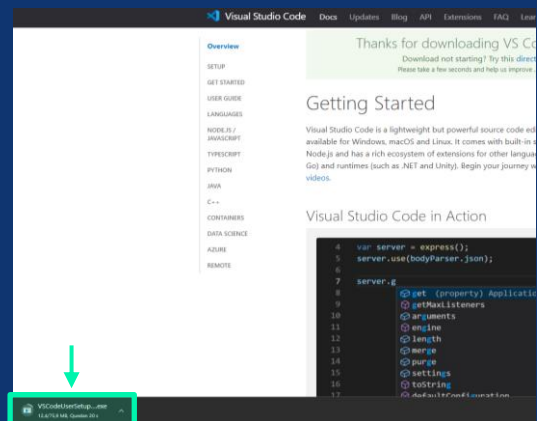 Visual Studio Code Docs Updates Blog API Extensions FAQ Lear
Overview
SETUP
GET STARTED
USER GUIDE
LANGUAGES
NODE.JS /
JAVASCRIPT
TYPESCRIPT
PYTHON
JAVA
C++
CONTAINERS
DATA SCIENCE
AZURE
REMOTE
Thanks for downloading VS Co
Download not starting? Try this direct
Please take a few seconds and help us improve...
Getting Started
Visual Studio Code is a lightweight but powerful source code edi
available for Windows, macOS and Linux. It comes with built-in s
Node.js and has a rich ecosystem of extensions for other languag
Go) and runtimes (such as .NET and Unity). Begin your journey w
videos.
Visual Studio Code in Action
4 var server = express();
5 server.use(bodyParser.json);
6
7 server.g
8 get (property) Applicatio
9 getMaxListeners
10 arguments
11 engine
12 length
13 merge
14 purge
15 settings
16 toString
17 defaultConfiguration
VSCodeUserSetup....exe